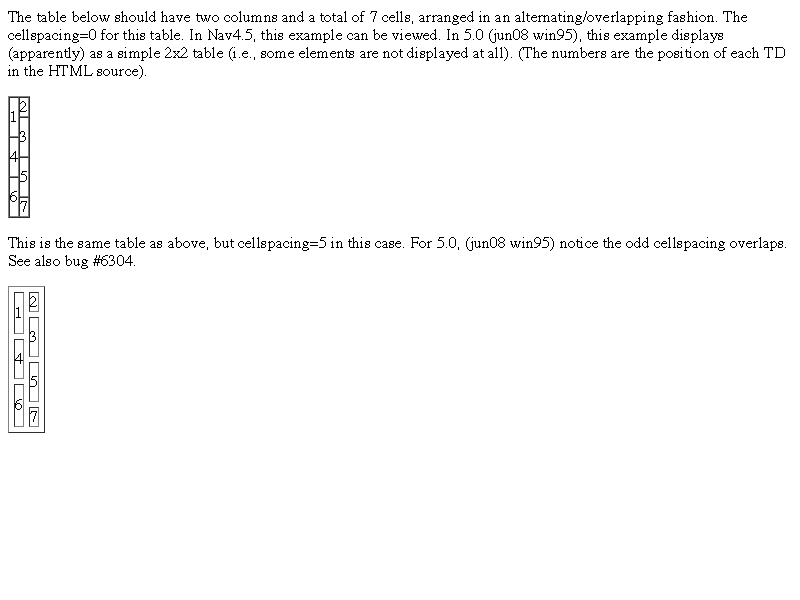 The table below should have two columns and a total of 7 cells, arranged in an alternating/overlapping fashion. The
cellspacing=0 for this table. In Nav4.5, this example can be viewed. In 5.0 (jun08 win95), this example displays
(apparently) as a simple 2x2 table (i.e., some elements are not displayed at all). (The numbers are the position of each TD
in the HTML source).
2
1
3
4
5
6
7
This is the same table as above, but cellspacing=5 in this case. For 5.0, (jun08 win95) notice the odd cellspacing overlaps.
See also bug #6304.
2
1
3
4
5
6
7